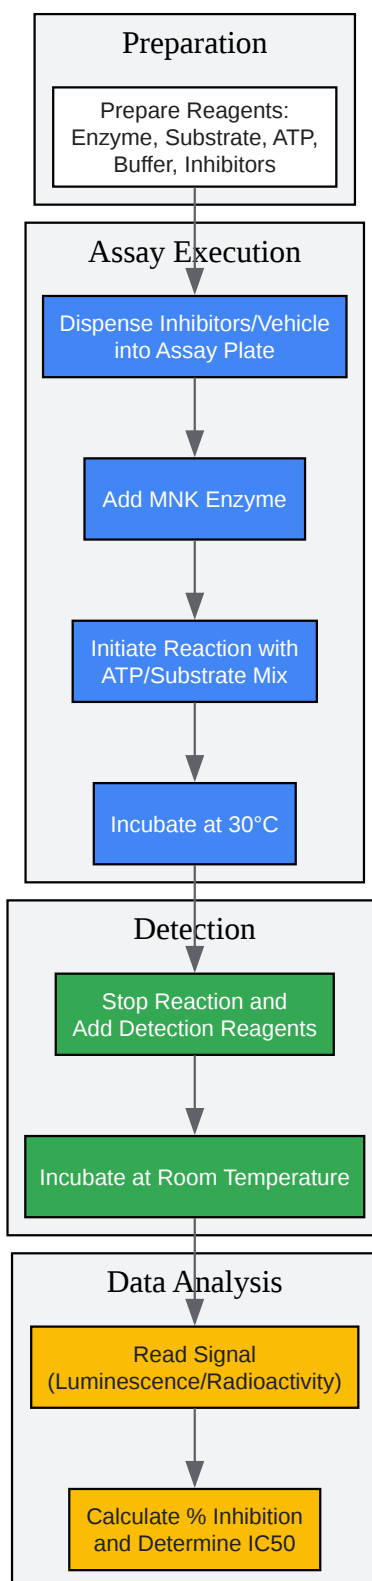 Preparation
Prepare Reagents:
Enzyme, Substrate, ATP,
Buffer, Inhibitors
Assay Execution
Dispense Inhibitors/Vehicle
into Assay Plate
Add MNK Enzyme
Initiate Reaction with
ATP/Substrate Mix
Incubate at 30°C
Detection
Stop Reaction and
Add Detection Reagents
Incubate at Room Temperature
Data Analysis
Read Signal
(Luminescence/Radioactivity)
Calculate % Inhibition
and Determine IC50